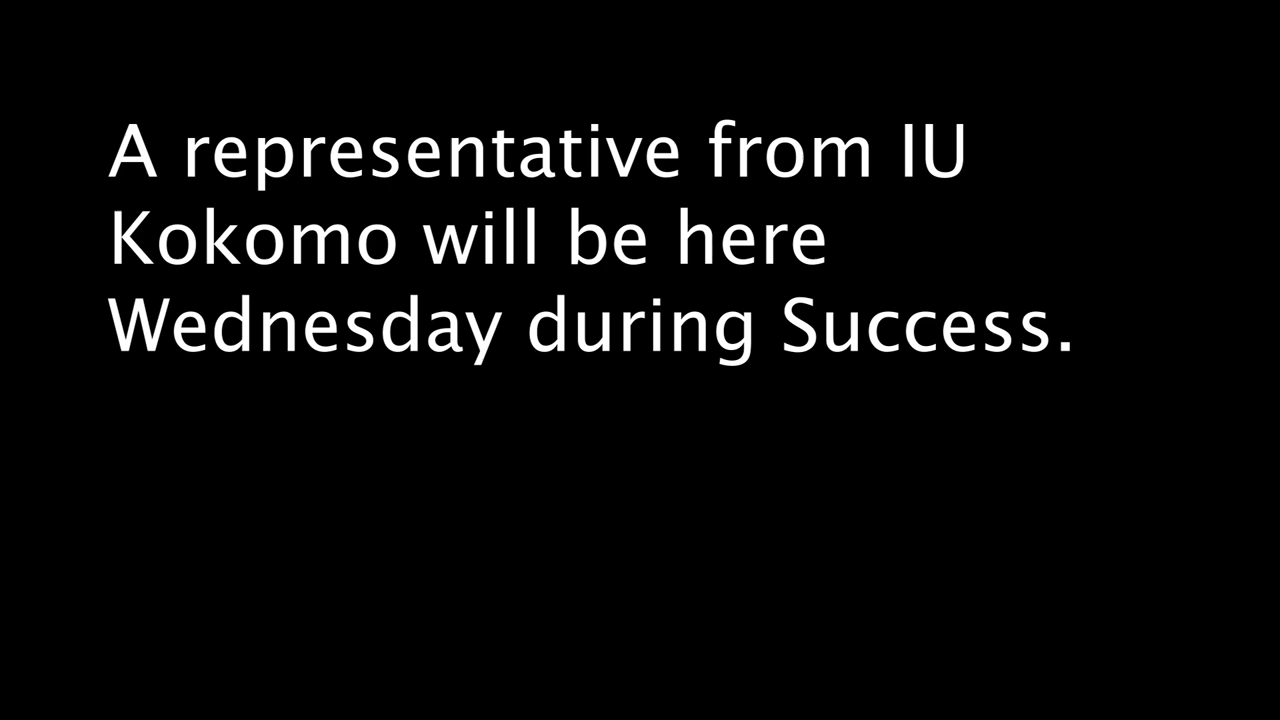 A representative from IU
Kokomo will be here
Wednesday during Success.